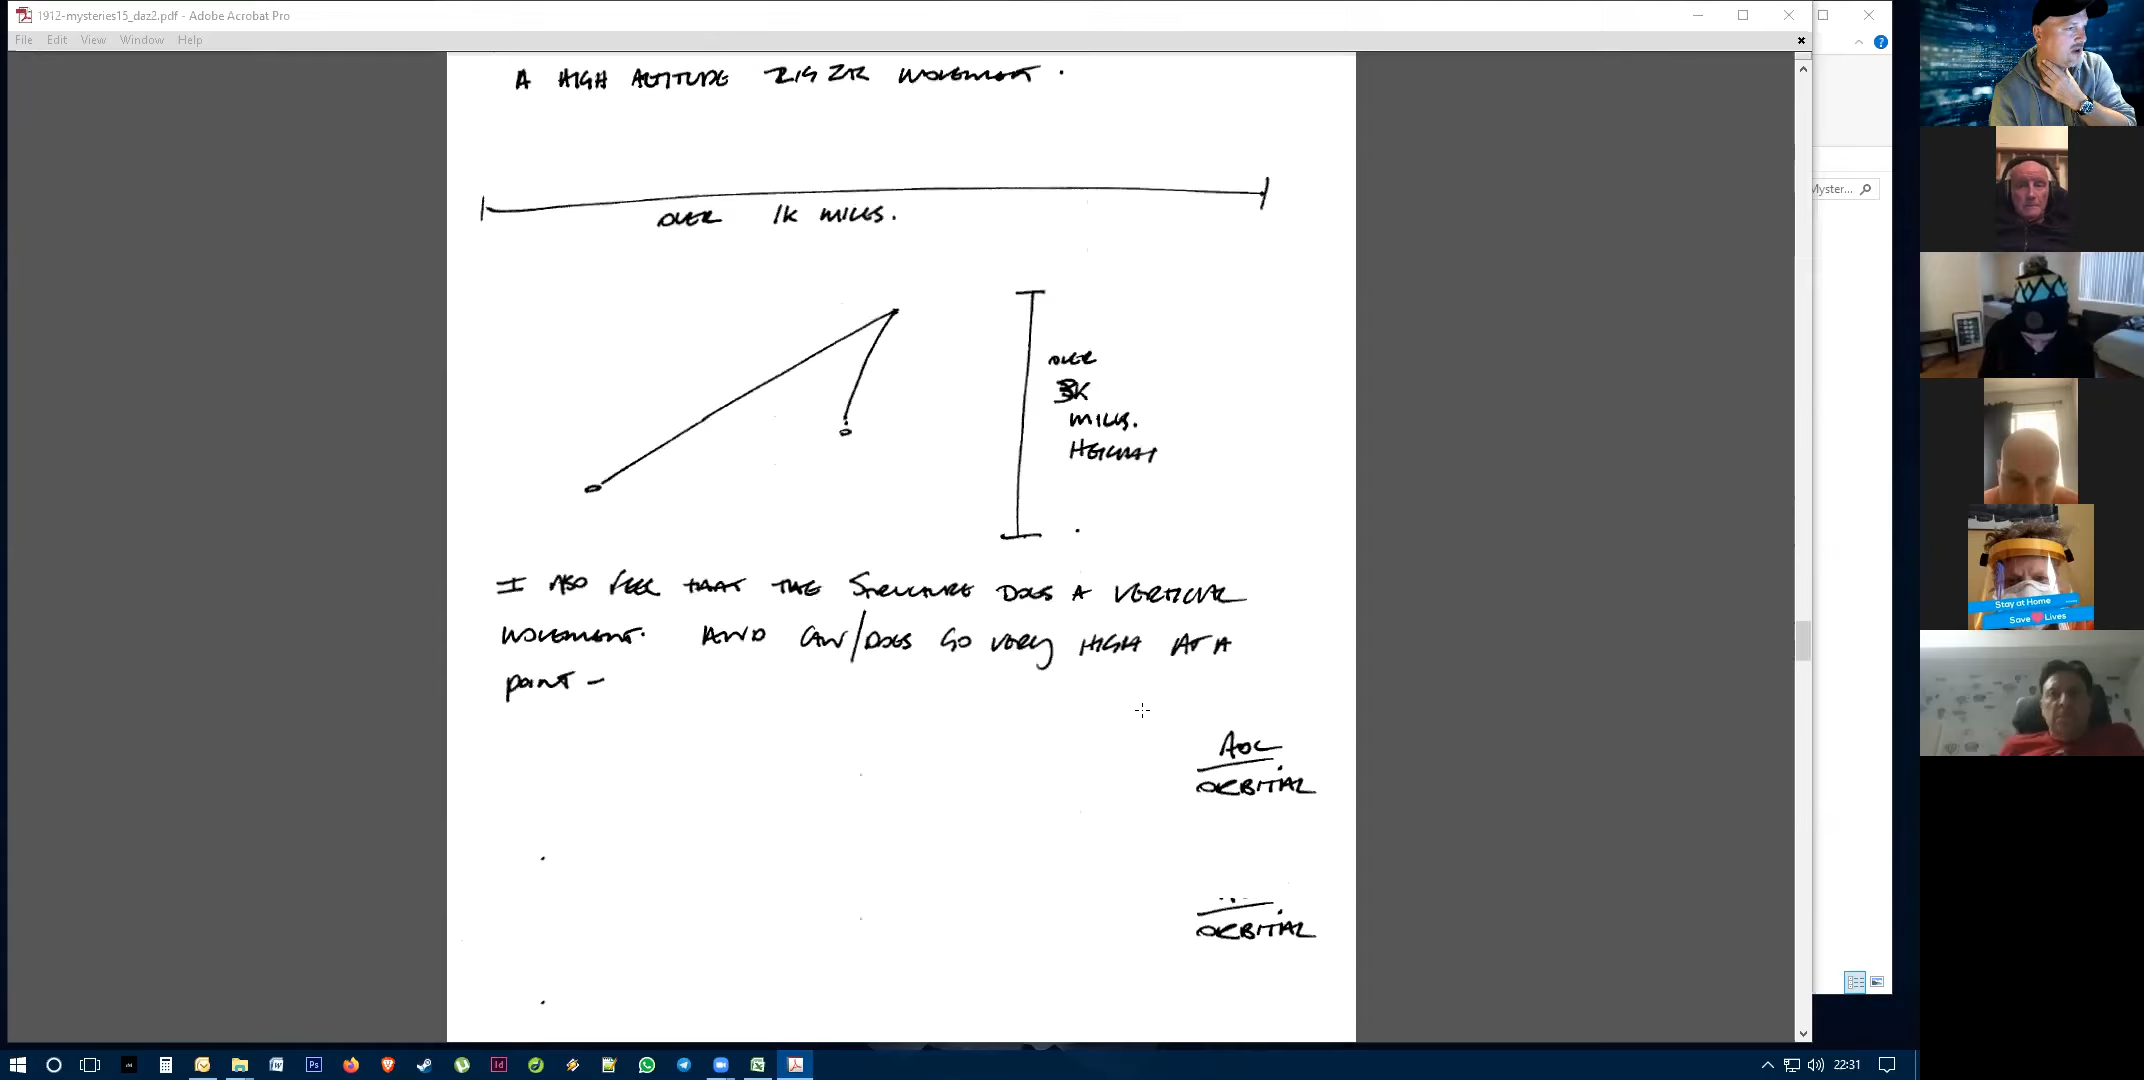 1912-mysteries15_daz2.pdf - Adobe Acrobat Pro
File Edit View Window Help
A HIGH ALTITUDE ZIG ZAG MOVEMENT.
OVER 1K MILES.
OVER
3K
MILES.
HEIGHT
I ALSO FEEL THAT THE STRUCTURE DOES A VERTICAL
MOVEMENT. AND CAN/DOES GO VERY HIGH AT A
POINT -
AOL
ORBITAL
ORBITAL
Myster...
Stay at Home
Save Lives
22:31